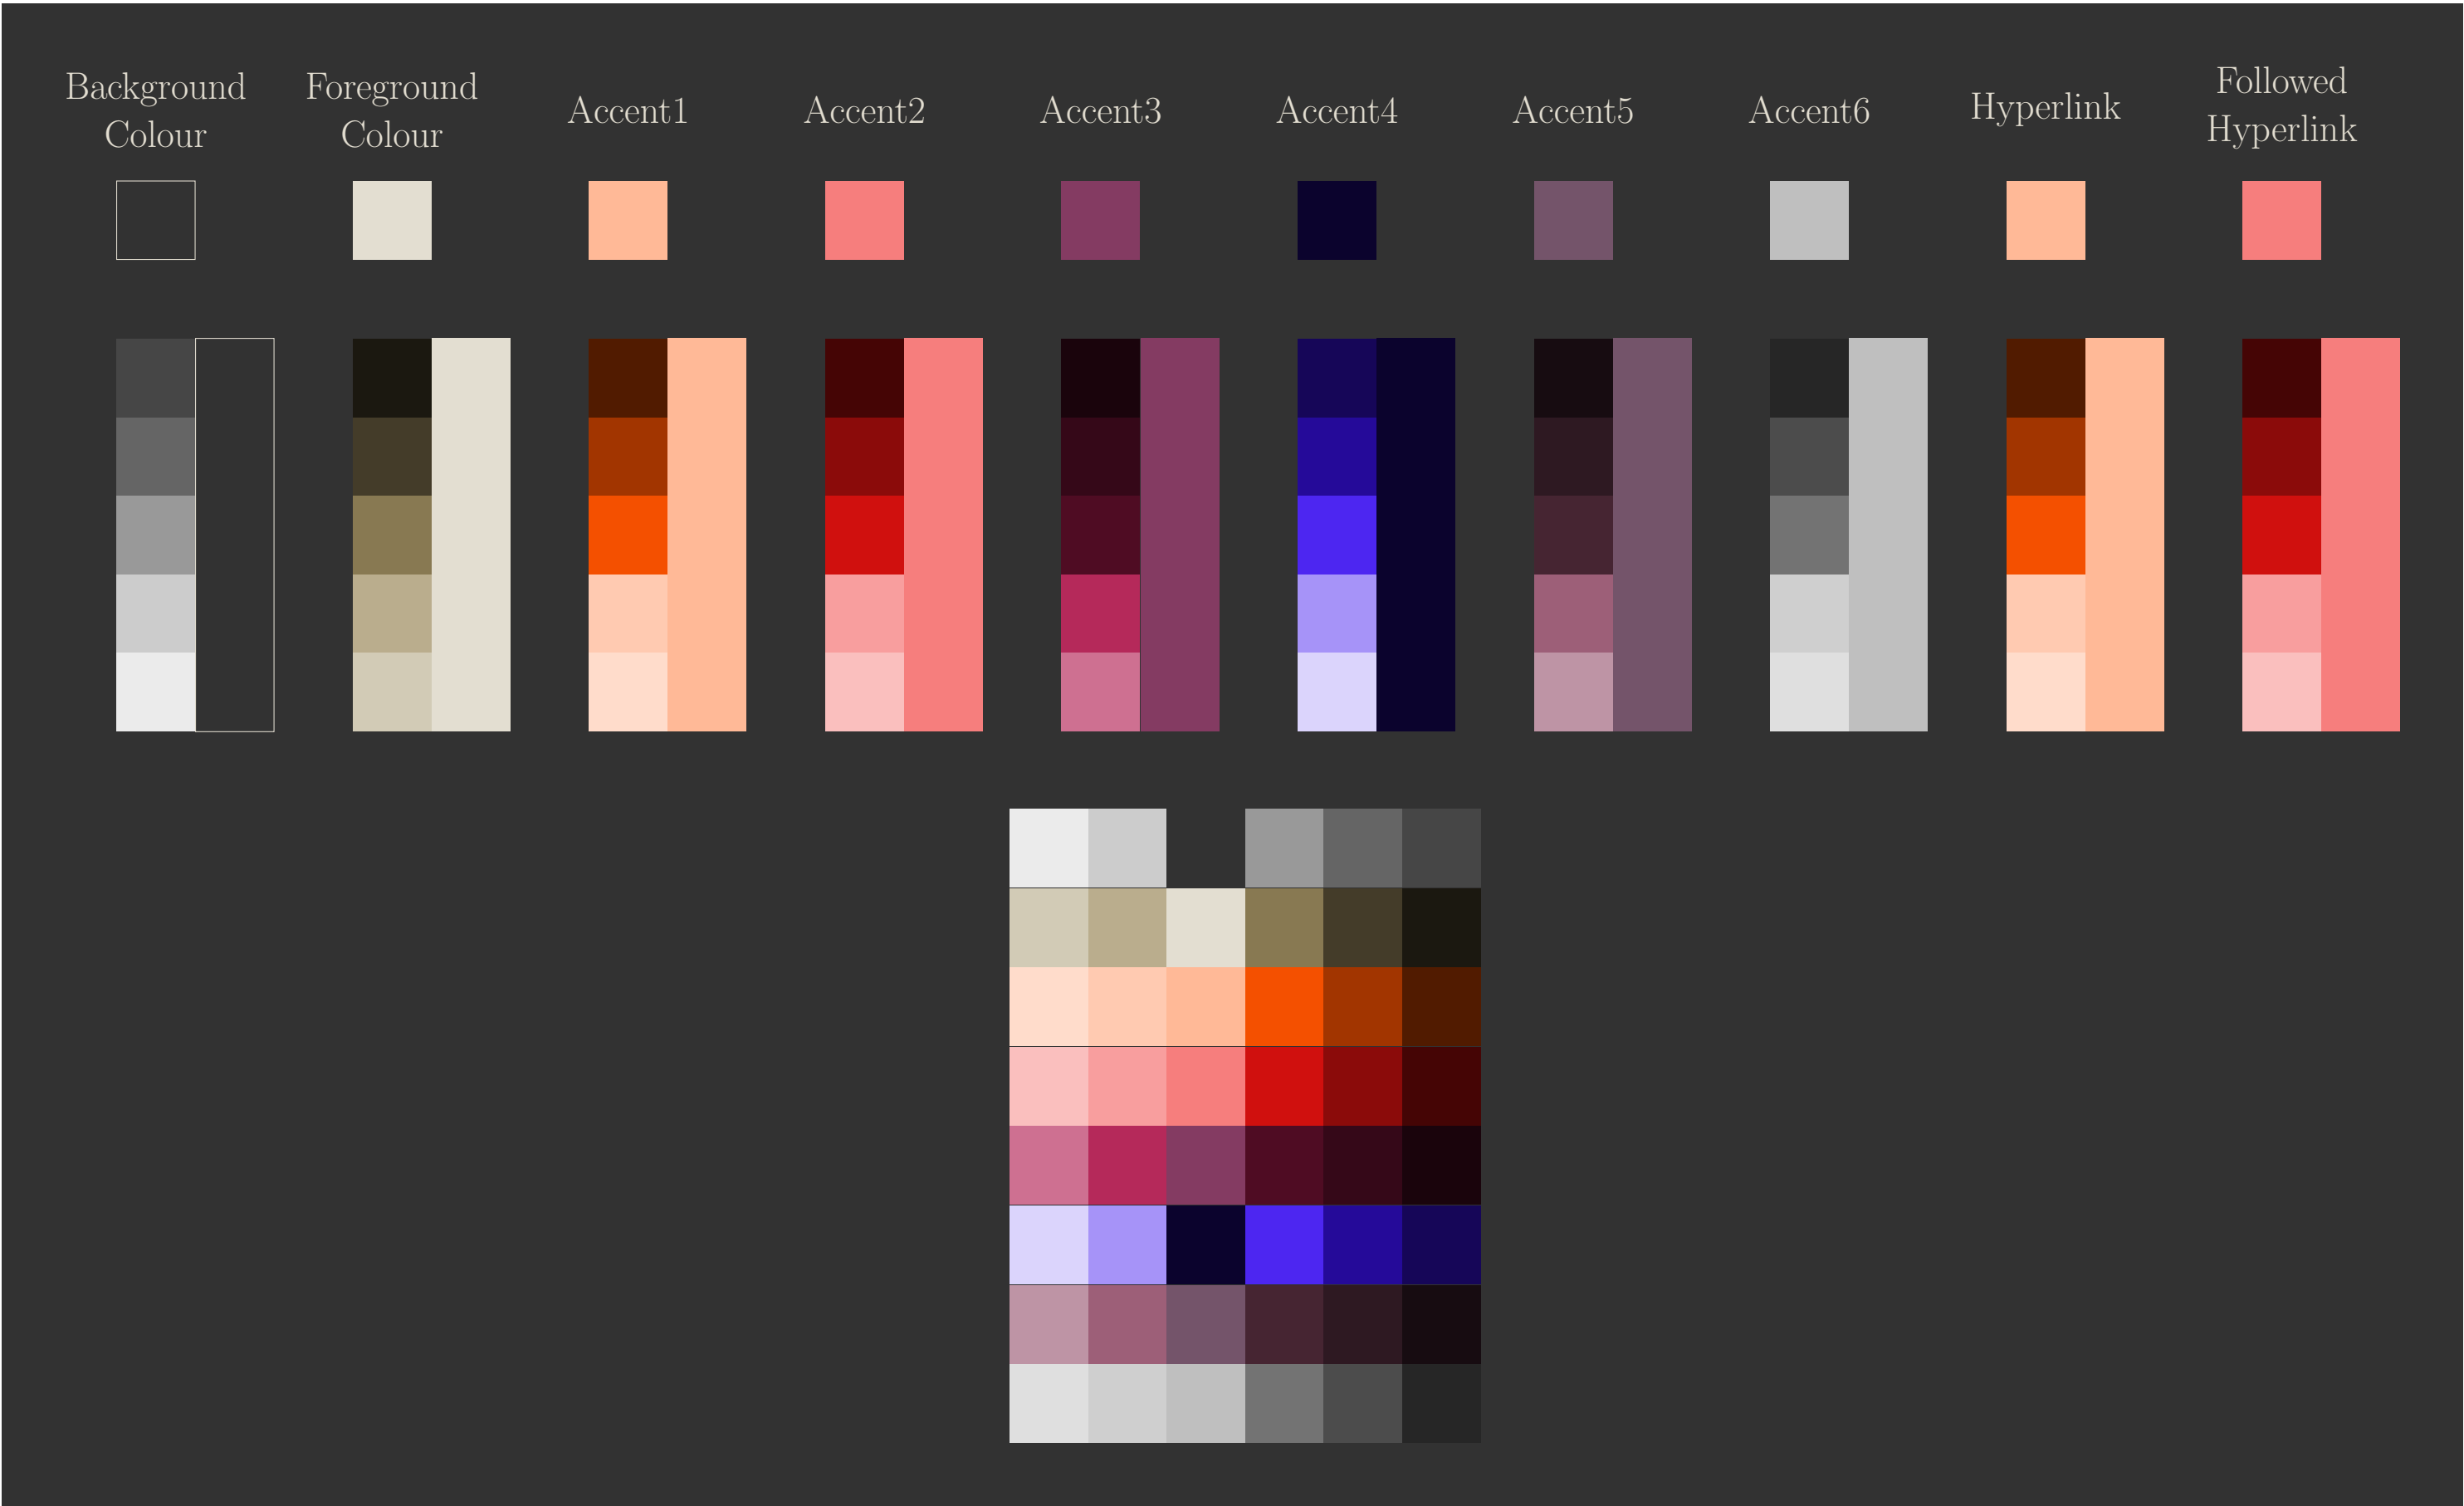 Background
Colour
Foreground
Colour
Accent1
Accent2
Accent3
Accent4
Accent5
Accent6
Hyperlink
Followed
Hyperlink